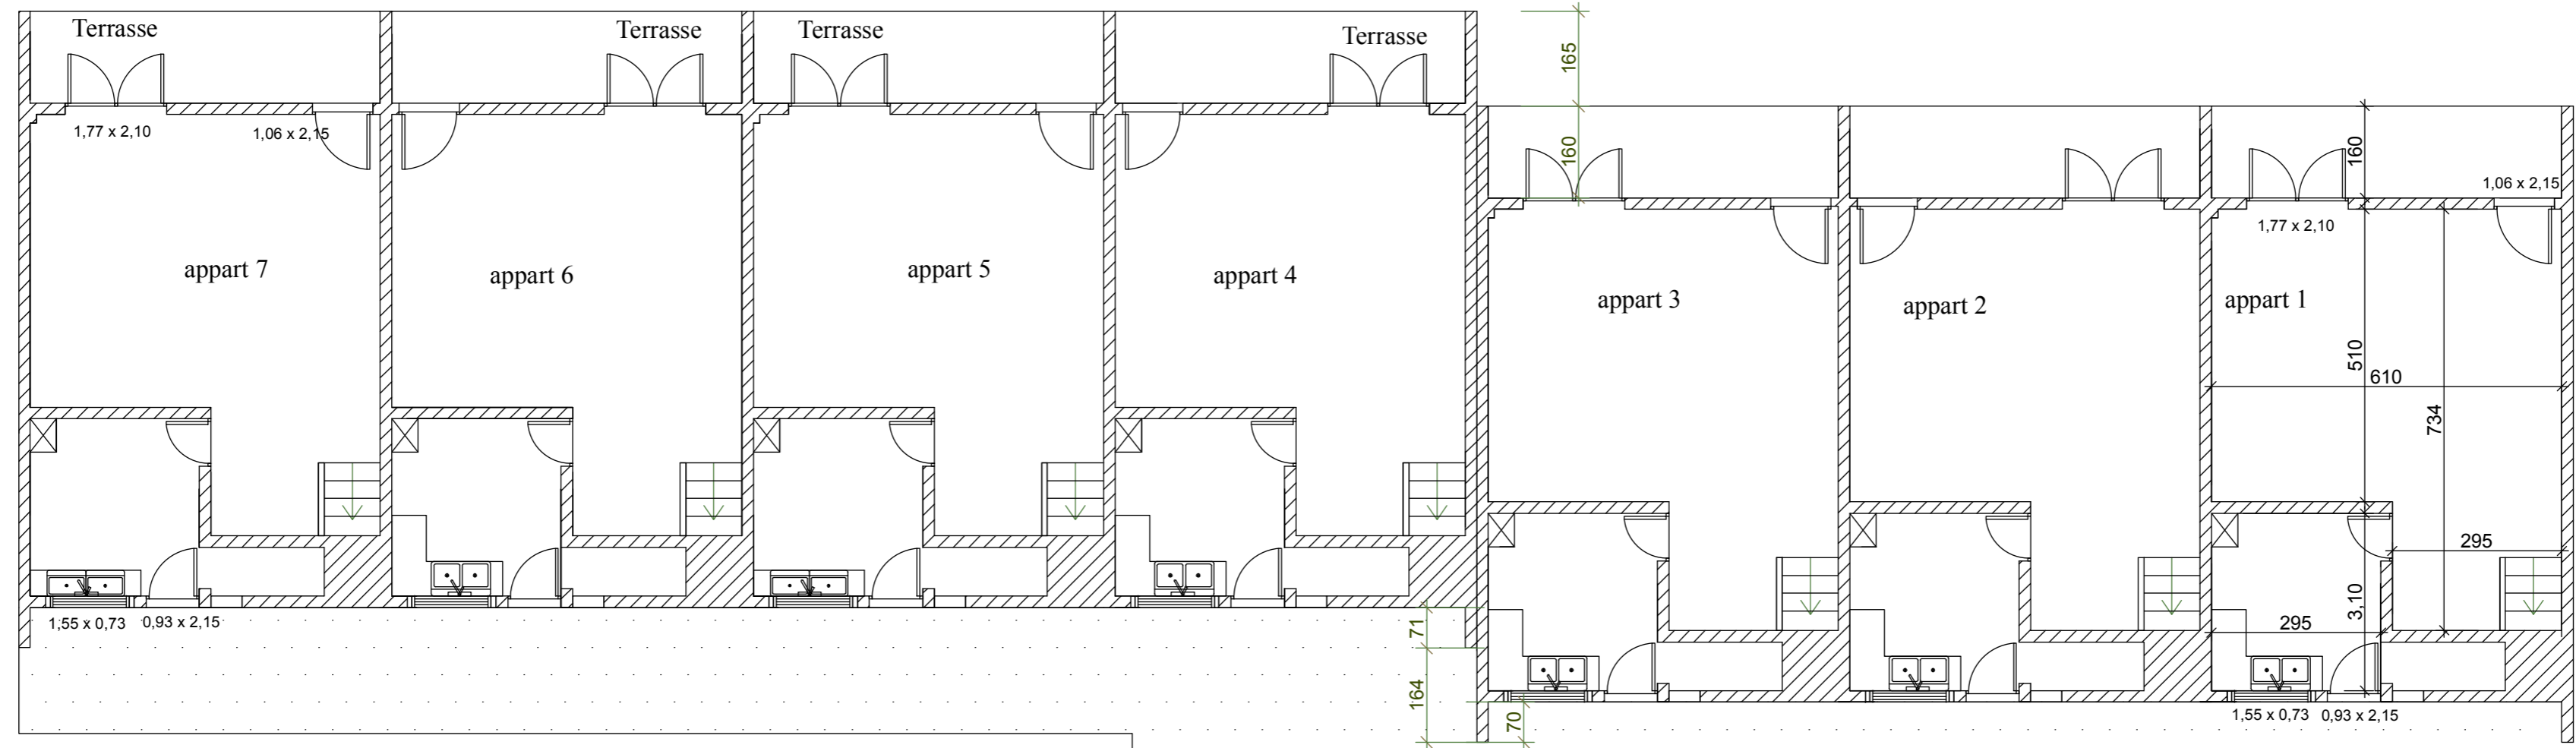 Terrasse
Terrasse
Terrasse
Terrasse
165
1,77 x 2,10
1,06 x 2,15
160
160
1,06 x 2,15
1,77 x 2,10
appart 7
appart 6
appart 5
appart 4
appart 3
appart 2
appart 1
510
610
734
295
3,10
295
1,55 x 0,73
0,93 x 2,15
71
164
70
1,55 x 0,73
0,93 x 2,15